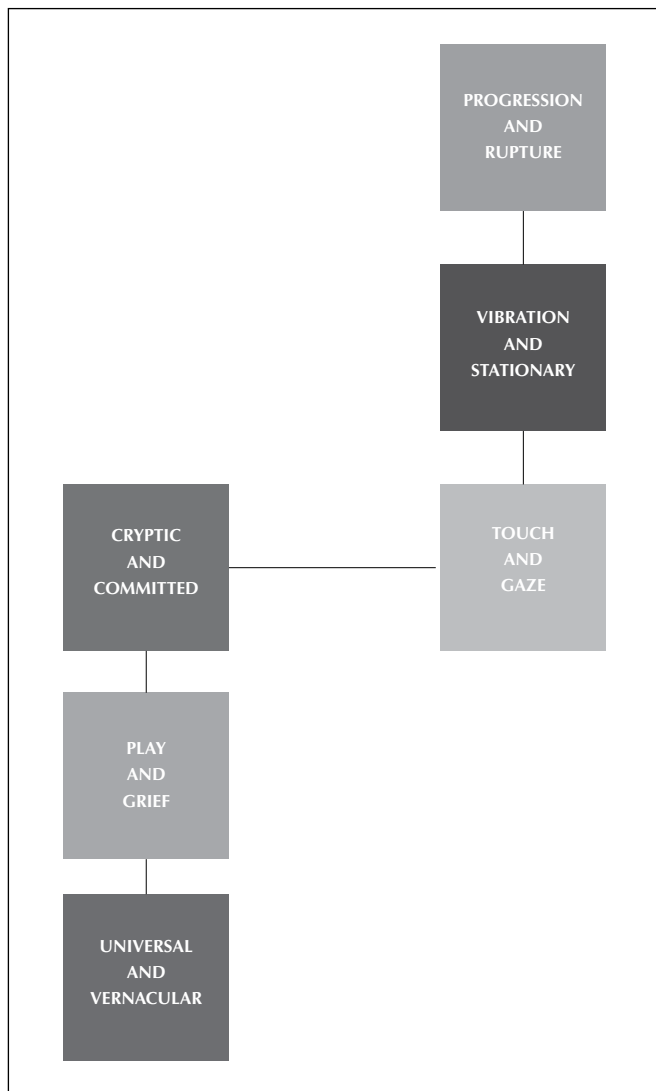 PROGRESSION
AND
RUPTURE
VIBRATION
AND
STATIONARY
CRYPTIC
AND
COMMITTED
TOUCH
AND
GAZE
PLAY
AND
GRIEF
UNIVERSAL
AND
VERNACULAR